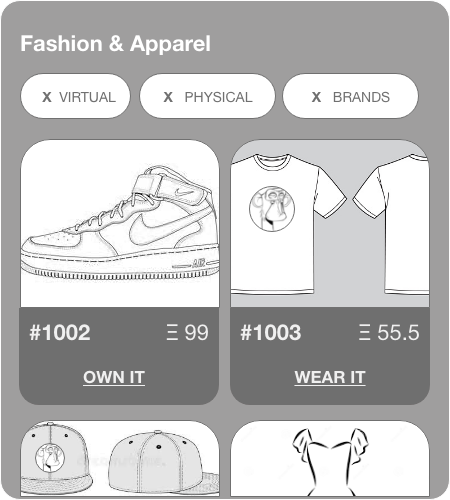 Fashion & Apparel
X VIRTUAL X PHYSICAL X BRANDS
AIR
#1002 Ξ 99 #1003 Ξ 55.5
OWN IT WEAR IT